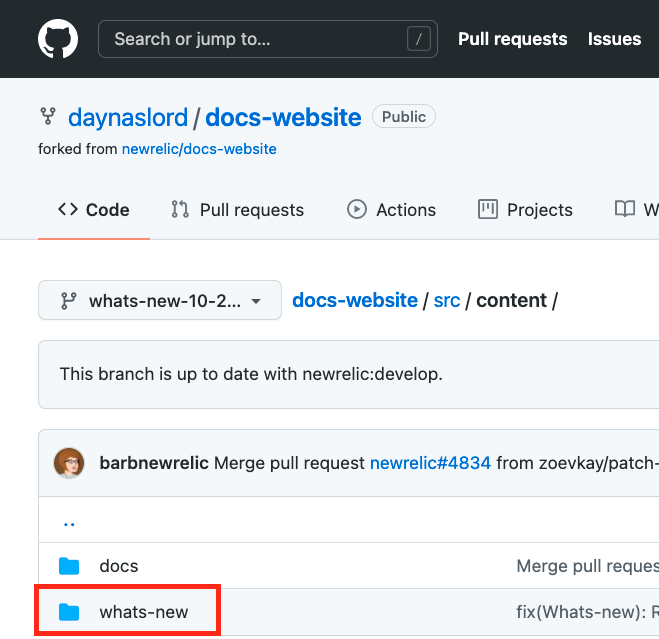 Search or jump to... / Pull requests Issues
daynaslord / docs-website Public
forked from newrelic/docs-website
Code Pull requests Actions Projects W
whats-new-10-2... docs-website / src / content /
This branch is up to date with newrelic:develop.
barbnewrelic Merge pull request newrelic#4834 from zoevkay/patch-
..
docs Merge pull reques
whats-new fix(Whats-new): R